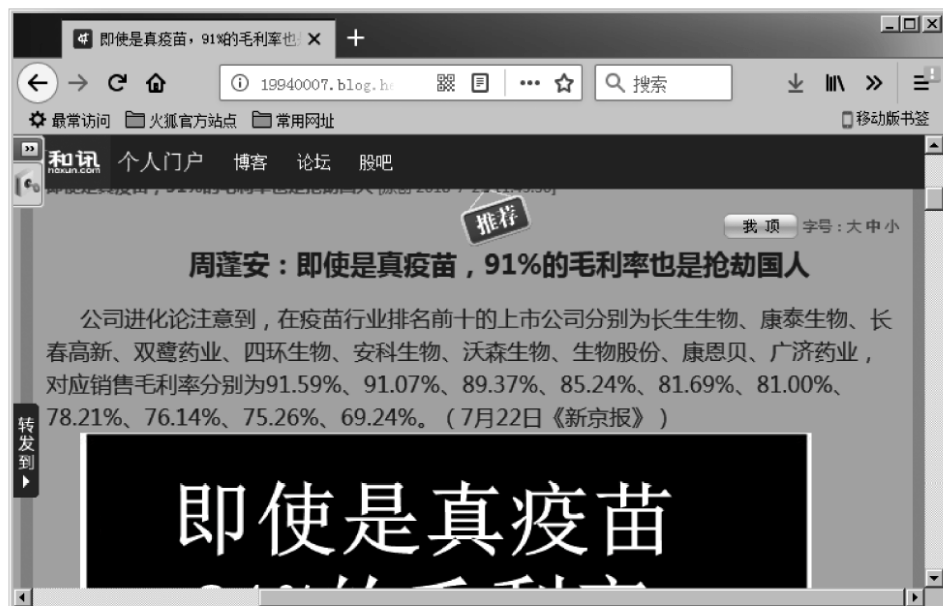 即使是真疫苗，91%的毛利率也
19940007.blog.he
搜索
最常访问 火狐官方站点 常用网址 移动版书签
和讯 个人门户 博客 论坛 股吧
hexun.com
推荐
我 顶 字号：大 中 小
周蓬安：即使是真疫苗，91%的毛利率也是抢劫国人
公司进化论注意到，在疫苗行业排名前十的上市公司分别为长生生物、康泰生物、长
春高新、双鹭药业、四环生物、安科生物、沃森生物、生物股份、康恩贝、广济药业，
对应销售毛利率分别为91.59%、91.07%、89.37%、85.24%、81.69%、81.00%、
78.21%、76.14%、75.26%、69.24%。（7月22日《新京报》）
转发到
即使是真疫苗
91%的毛利率